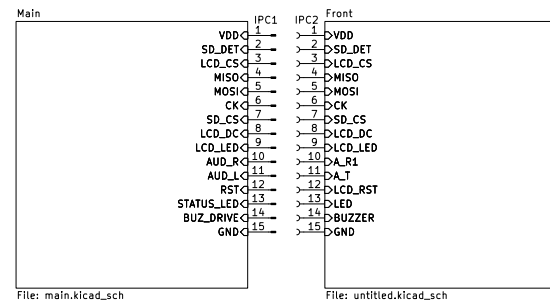 Main
IPC1
IPC2
Front
VDD 1 1 VDD
SD_DET 2 2 SD_DET
LCD_CS 3 3 LCD_CS
MISO 4 4 MISO
MOSI 5 5 MOSI
CK 6 6 CK
SD_CS 7 7 SD_CS
LCD_DC 8 8 LCD_DC
LCD_LED 9 9 LCD_LED
AUD_R 10 10 A_R1
AUD_L 11 11 A_T
RST 12 12 LCD_RST
STATUS_LED 13 13 LED
BUZ_DRIVE 14 14 BUZZER
GND 15 15 GND
File: main.kicad_sch
File: untitled.kicad_sch